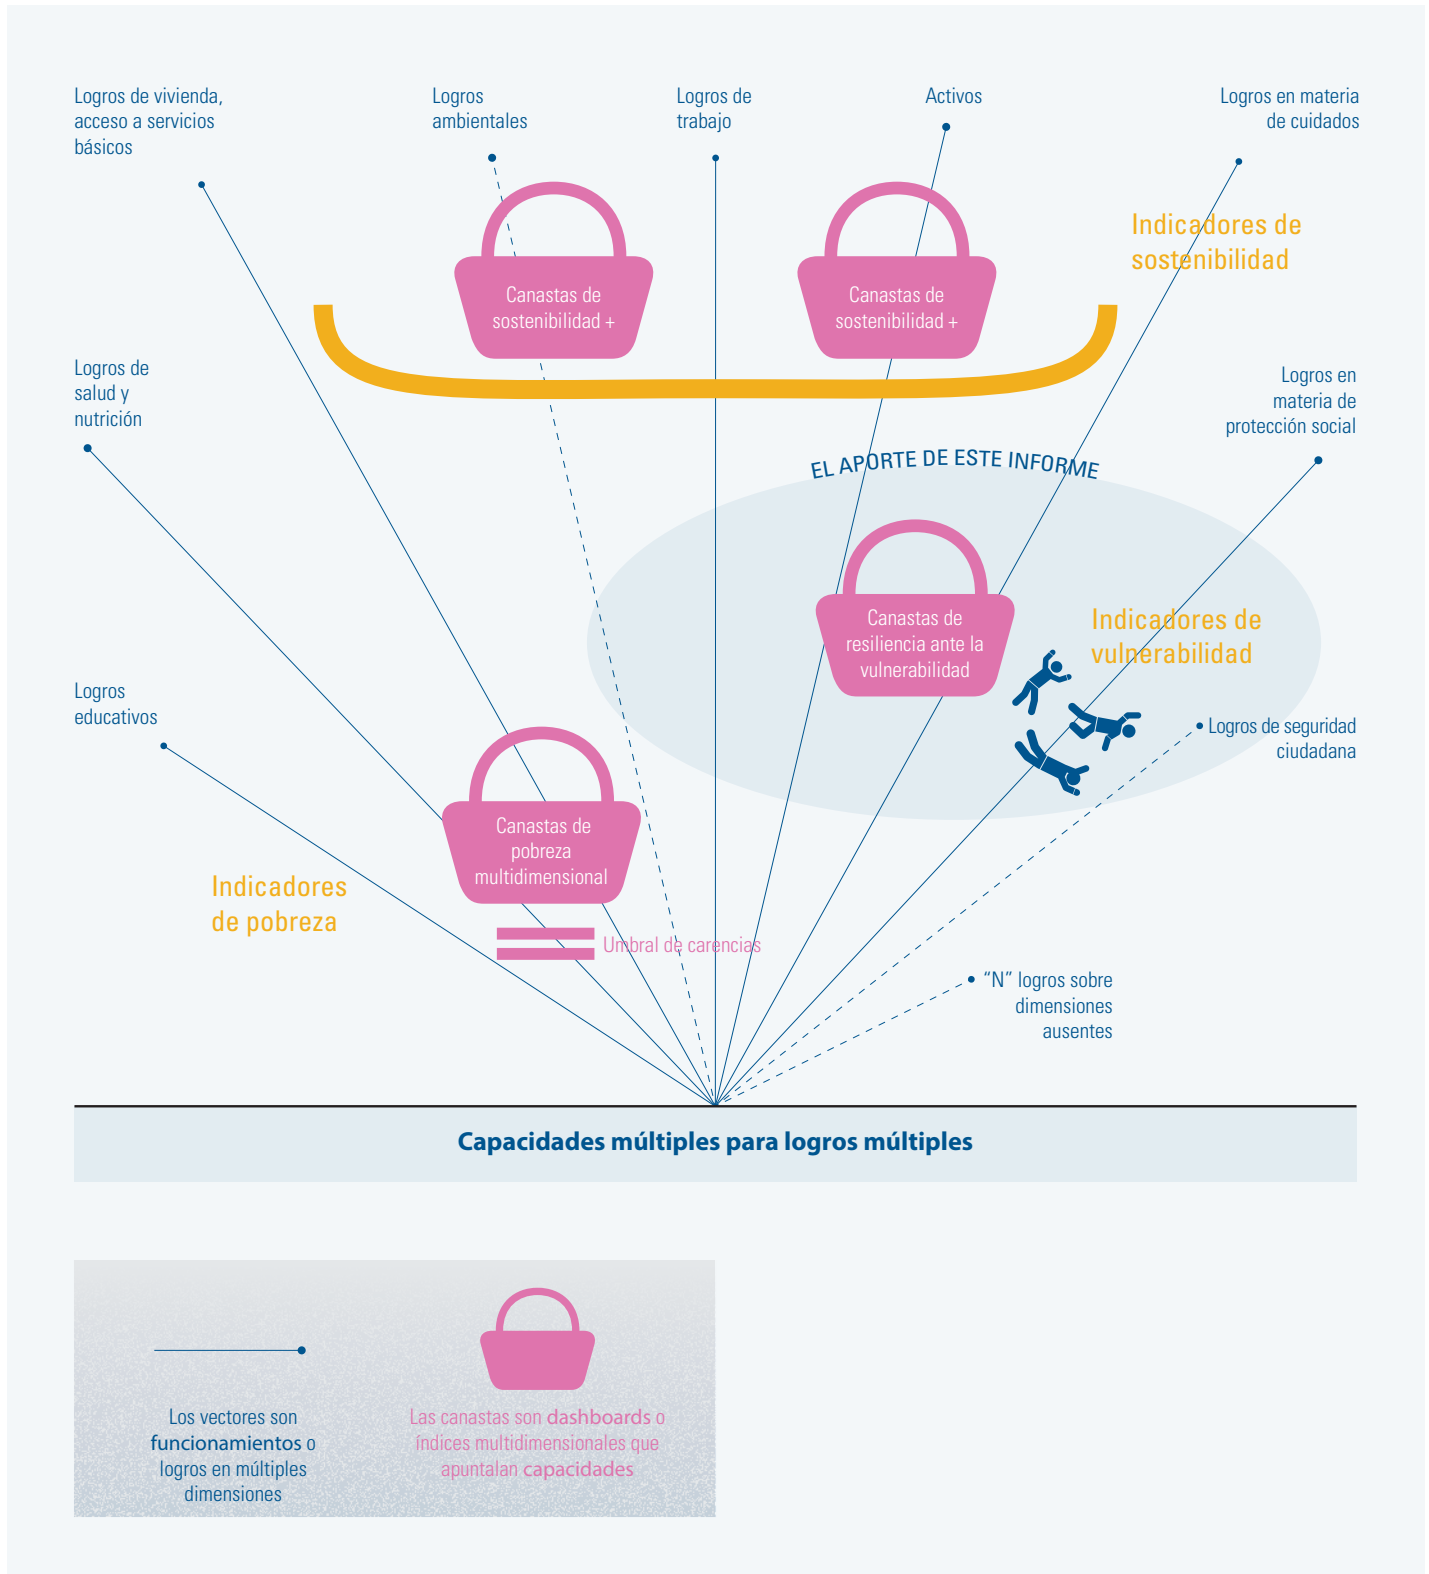 Logros de vivienda,
acceso a servicios
básicos
Logros
ambientales
Logros de
trabajo
Activos
Logros en materia
de cuidados
Indicadores de
sostenibilidad
Canastas de
sostenibilidad +
Canastas de
sostenibilidad +
Logros de
salud y
nutrición
Logros en
materia de
protección social
EL APORTE DE ESTE INFORME
Canastas de
resiliencia ante la
vulnerabilidad
Indicadores de
vulnerabilidad
Logros
educativos
Logros de seguridad
ciudadana
Canastas de
pobreza
multidimensional
Indicadores
de pobreza
Umbral de carencias
“N” logros sobre
dimensiones
ausentes
Capacidades múltiples para logros múltiples
Los vectores son
funcionamientos o
logros en múltiples
dimensiones
Las canastas son dashboards o
índices multidimensionales que
apuntalan capacidades